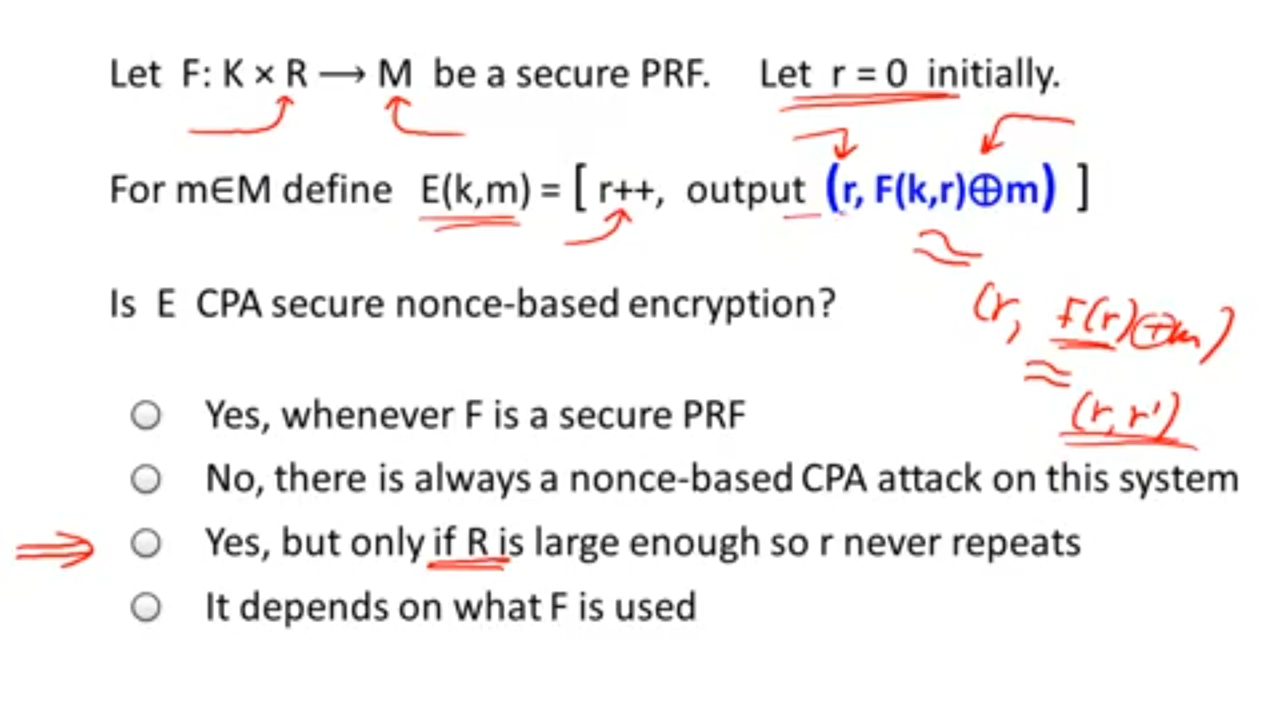 Let F: K × R ⟶ M be a secure PRF. Let r = 0 initially.
For m∈M define E(k,m) = [ r++, output (r, F(k,r)⊕m) ]
≈
Is E CPA secure nonce-based encryption?
(r, f(r)⊕m)
≈
(r, r')
Yes, whenever F is a secure PRF
No, there is always a nonce-based CPA attack on this system
⇒ Yes, but only if R is large enough so r never repeats
It depends on what F is used